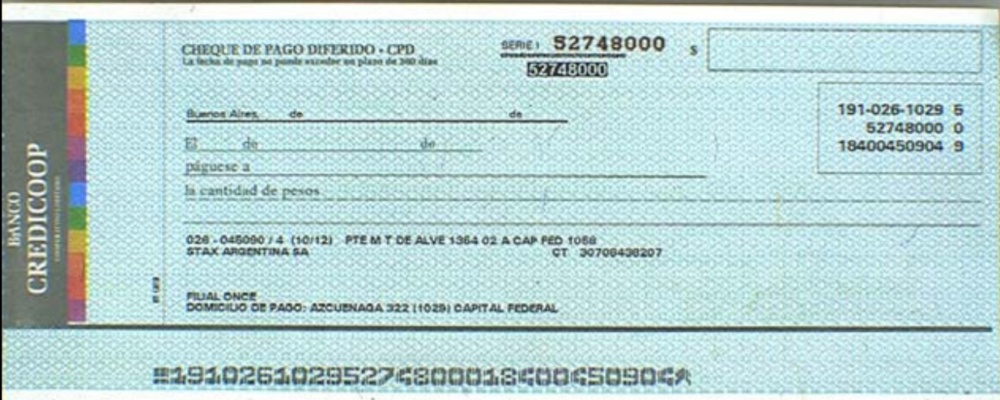 BANCO
CREDICOOP
CHEQUE DE PAGO DIFERIDO - CPD
La fecha de pago no puede exceder un plazo de 360 días
SERIE I 52748000 $
52748000
191-026-1029 5
52748000 0
18400450904 9
Buenos Aires, de de
El de de
páguese a
la cantidad de pesos
026 - 045090 / 4 (10/12) PTE M T DE ALVE 1364 02 A CAP FED 1058
STAX ARGENTINA SA CT 30708438207
FILIAL ONCE
DOMICILIO DE PAGO: AZCUENAGA 322 (1029) CAPITAL FEDERAL
19102610295274800018400450904